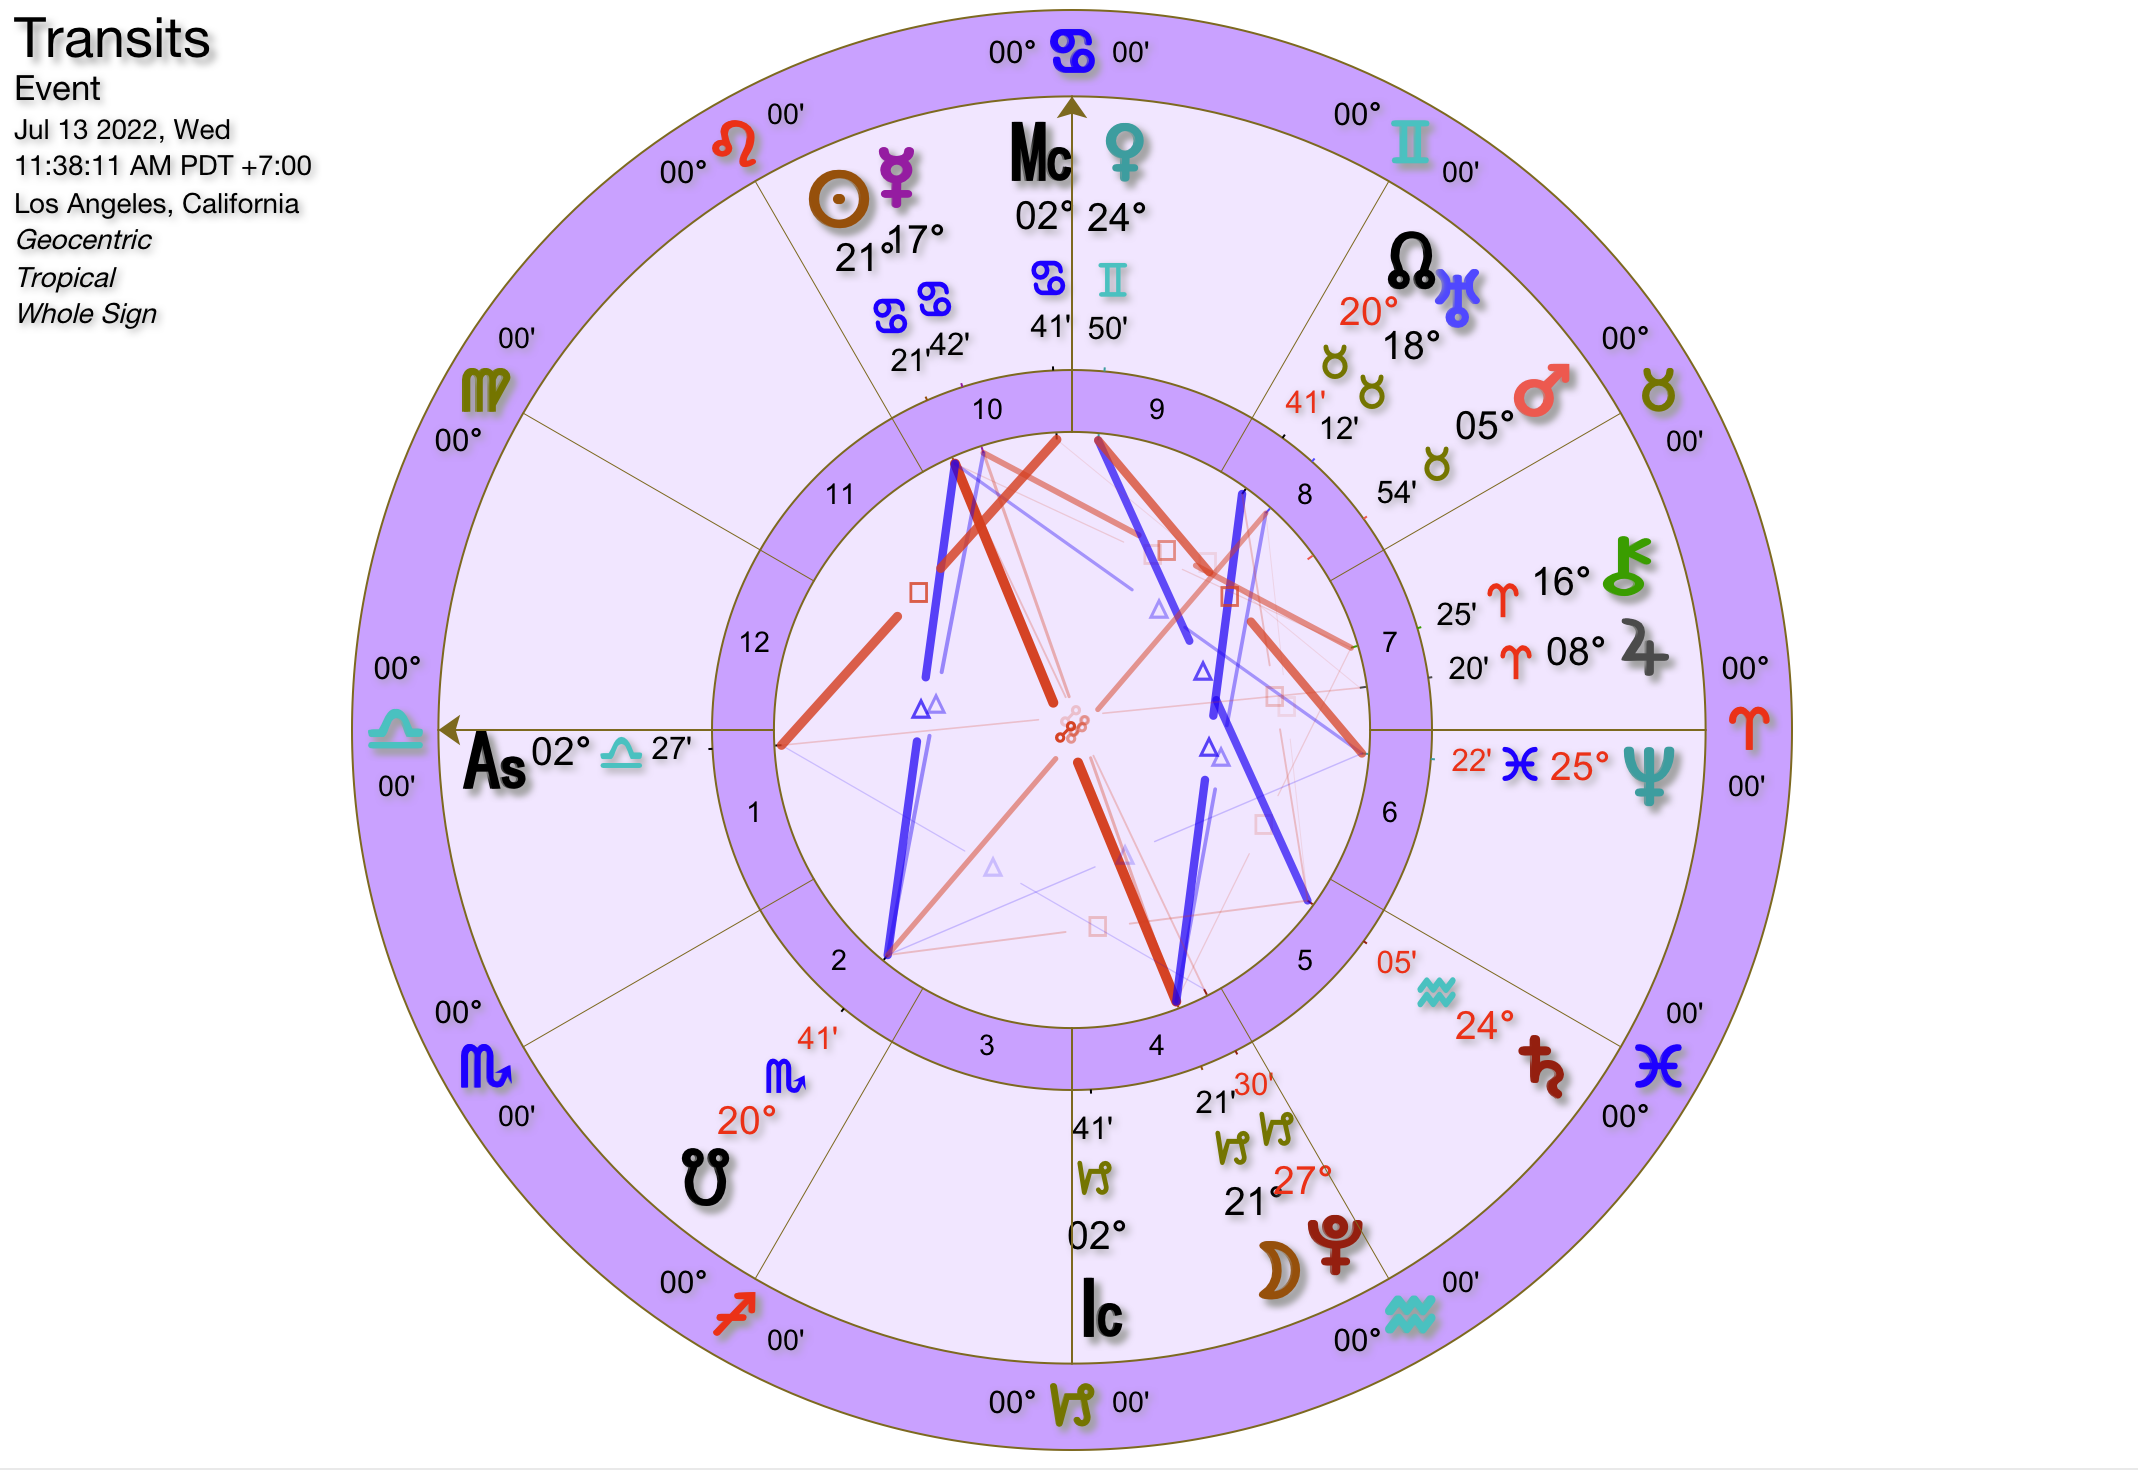 Transits
Event
Jul 13 2022, Wed
11:38:11 AM PDT +7:00
Los Angeles, California
Geocentric
Tropical
Whole Sign
00° ♋ 00'
00° ♌ 00'
00° ♊ 00'
☉ 21° ♋ 21'
☿ 17° ♋ 42'
Mc 02° ♋ 41'
♀ 24° ♊ 50'
☊ 20° ♉ 41'
♅ 18° ♉ 12'
♂ 05° ♉ 54'
00° ♍ 00'
00° ♉ 00'
10 9
11 8
12 7
25' ♈ 16° ⚷
20' ♈ 08° ♃
00° ♎ 00'
As 02° ♎ 27'
22' ♓ 25° ♆
00° ♈ 00'
1 6
2 5
3 4
05' ♒ 24° ♄
00° ♏ 00'
00° ♓ 00'
41' ♏ 20° ☋
41' ♑ 02° Ic
21' ♑ 21° ☽
30' ♑ 27° ♇
00° ♐ 00'
00° ♒ 00'
00° ♑ 00'